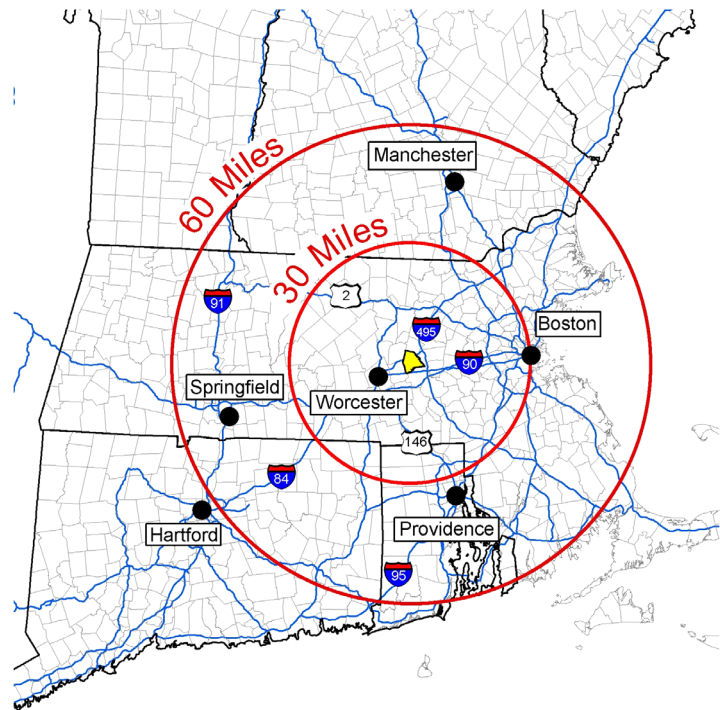 Manchester
60 Miles
30 Miles
91
2
495
Boston
90
Springfield
Worcester
146
84
Hartford
Providence
95